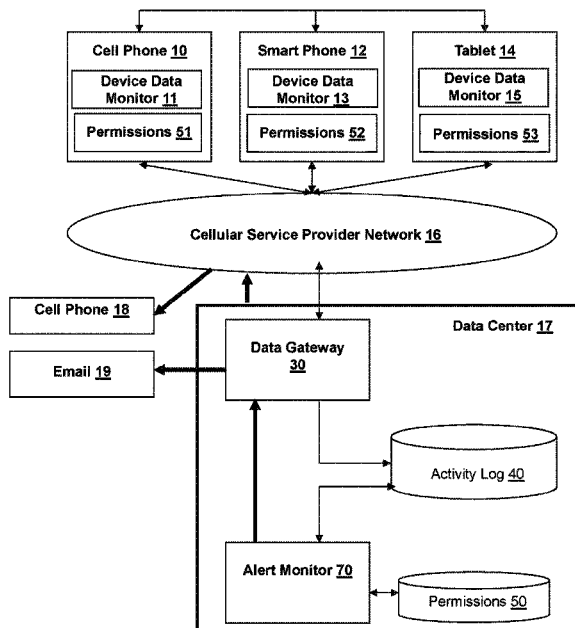 Cell Phone 10
Device Data
Monitor 11
Permissions 51
Smart Phone 12
Device Data
Monitor 13
Permissions 52
Tablet 14
Device Data
Monitor 15
Permissions 53
Cellular Service Provider Network 16
Cell Phone 18
Email 19
Data Center 17
Data Gateway
30
Activity Log 40
Alert Monitor 70
Permissions 50